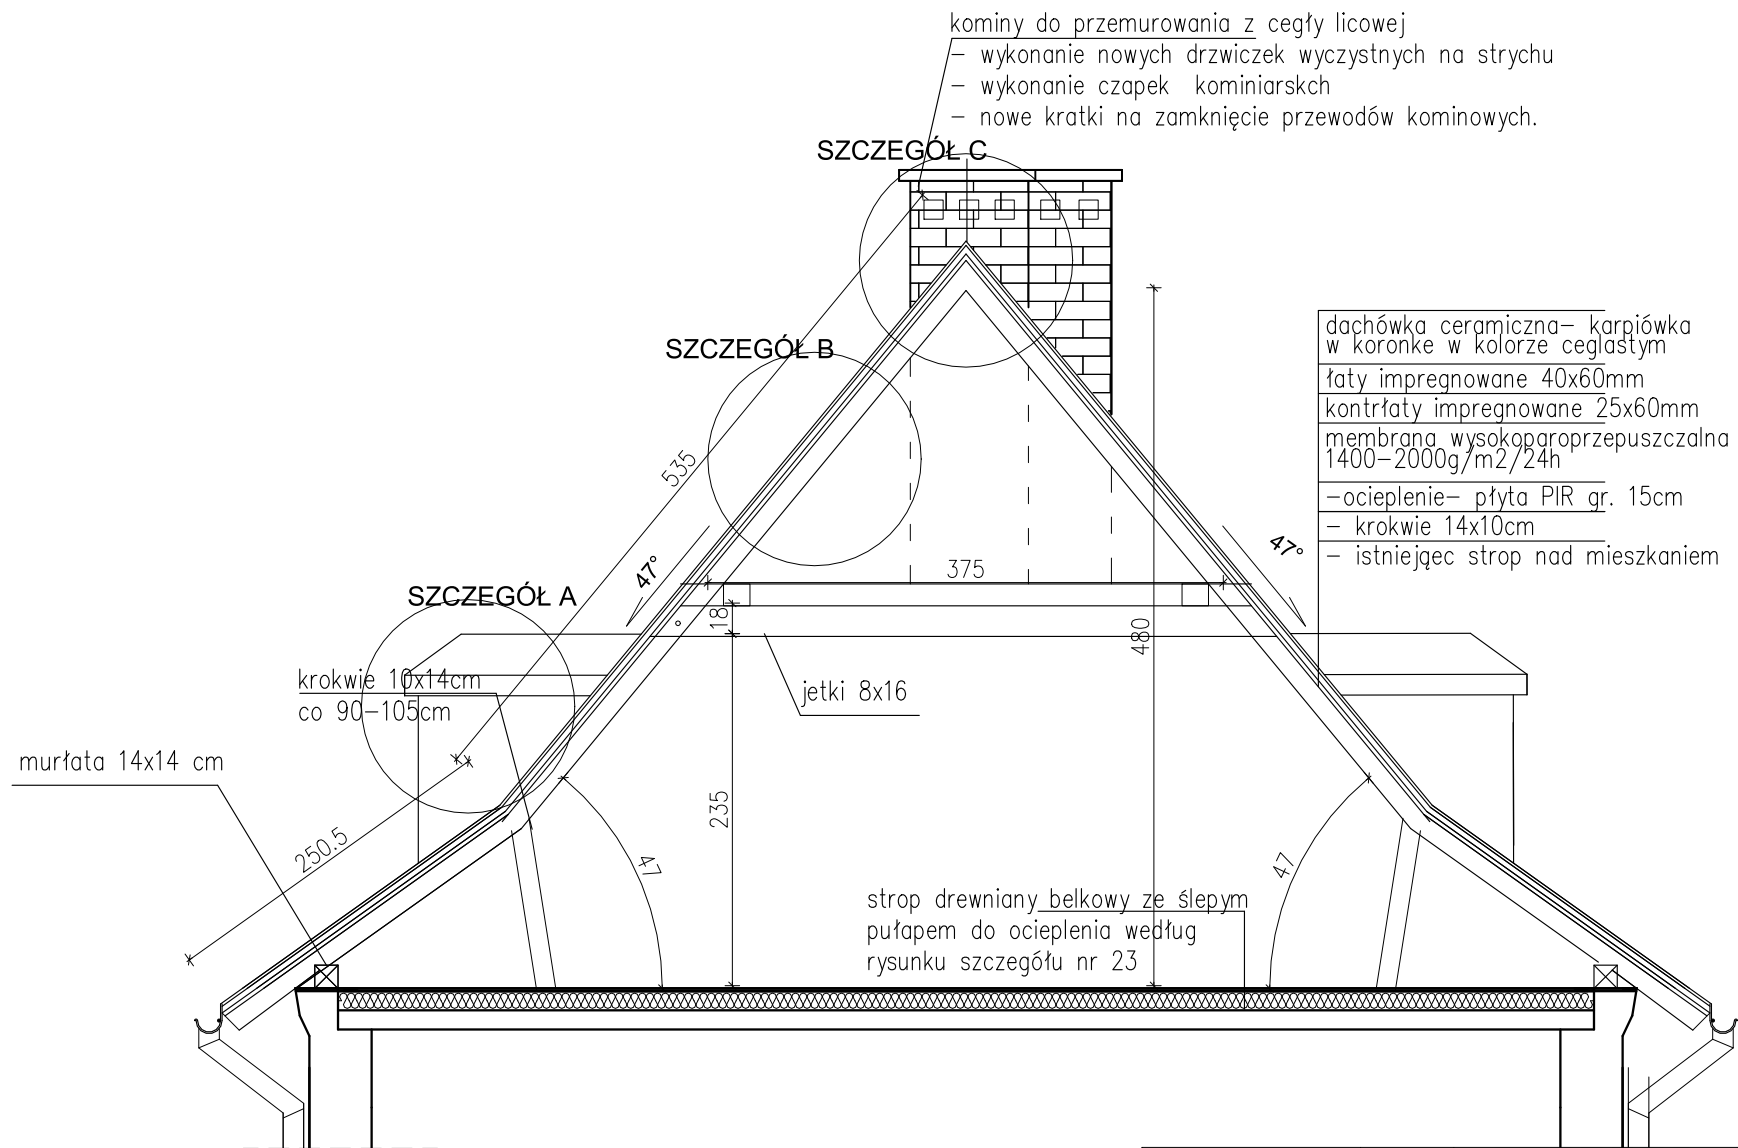 kominy do przemurowania z cegły licowej
– wykonanie nowych drzwiczek wyczystnych na strychu
– wykonanie czapek kominiarskch
– nowe kratki na zamknięcie przewodów kominowych.
SZCZEGÓŁ C
SZCZEGÓŁ B
dachówka ceramiczna– karpiówka
w koronke w kolorze ceglastym
łaty impregnowane 40x60mm
kontrłaty impregnowane 25x60mm
membrana wysokoparoprzepuszczalna
1400–2000g/m2/24h
–ocieplenie– płyta PIR gr. 15cm
– krokwie 14x10cm
– istniejęc strop nad mieszkaniem
535
47°
47°
375
SZCZEGÓŁ A
18
480
krokwie 10x14cm
co 90–105cm
jetki 8x16
murłata 14x14 cm
235
250.5
47
47
strop drewniany belkowy ze ślepym
pułapem do ocieplenia według
rysunku szczegółu nr 23